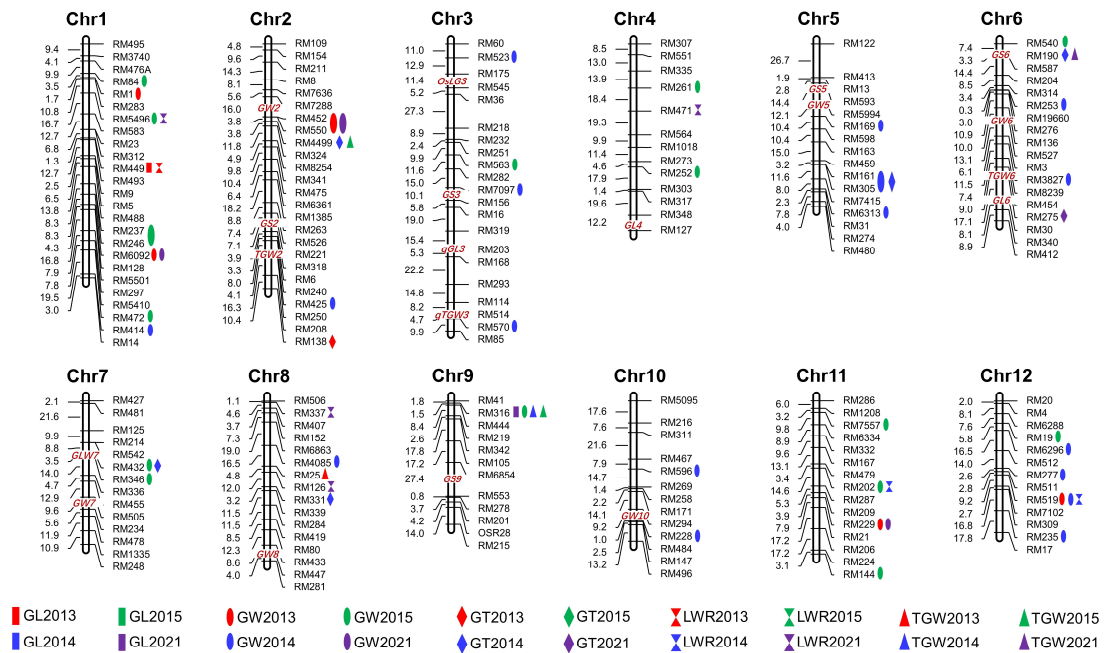 Chr1
9.4
4.1
9.9
3.5
1.7
10.8
16.7
12.7
6.8
1.3
12.7
2.5
6.5
13.8
8.3
8.3
4.3
16.8
7.9
19.5
3.0
RM495
RM3740
RM476A
RM84
RM1
RM283
RM5496
RM583
RM23
RM312
RM449
RM493
RM9
RM5
RM488
RM237
RM246
RM6092
RM128
RM5501
RM297
RM5410
RM472
RM414
RM14
Chr2
4.8
9.6
14.3
8.1
5.6
16.0
3.8
3.8
11.8
4.9
9.8
10.4
6.4
18.2
8.8
7.4
7.1
3.9
3.3
8.0
4.1
16.3
10.4
GW2
GS2
TGW2
RM109
RM154
RM211
RM8
RM7636
RM7288
RM452
RM550
RM4499
RM324
RM8254
RM341
RM475
RM6361
RM1385
RM263
RM526
RM221
RM318
RM6
RM240
RM425
RM250
RM208
RM138
Chr3
11.0
12.9
11.4
5.2
27.3
8.9
2.4
9.9
11.6
15.0
10.1
5.8
19.0
15.4
5.3
22.2
14.8
8.2
4.7
9.9
OsLG3
GS3
qGL3
qTGW3
RM60
RM523
RM175
RM545
RM36
RM218
RM232
RM251
RM563
RM282
RM7097
RM156
RM16
RM319
RM203
RM168
RM293
RM114
RM514
RM570
RM85
Chr4
8.5
13.0
13.9
18.4
19.3
9.9
11.4
4.6
17.9
1.4
19.6
12.2
GL4
RM307
RM551
RM335
RM261
RM471
RM564
RM1018
RM273
RM252
RM303
RM317
RM348
RM127
Chr5
26.7
1.9
2.8
14.4
12.1
10.4
10.4
15.0
3.2
11.6
8.0
2.3
7.8
4.0
GS5
GW5
RM122
RM413
RM13
RM593
RM5994
RM169
RM598
RM163
RM459
RM161
RM305
RM7415
RM6313
RM31
RM274
RM480
Chr6
7.4
3.3
14.4
8.5
3.4
0.3
3.0
10.9
10.0
13.1
6.1
11.5
7.4
9.0
17.1
8.1
8.9
GS6
GW6
TGW6
GL6
RM540
RM190
RM587
RM204
RM314
RM253
RM19660
RM276
RM136
RM527
RM3
RM3827
RM8239
RM454
RM275
RM30
RM340
RM412
Chr7
2.1
21.6
9.9
8.8
3.5
14.0
4.7
12.9
9.6
5.6
11.9
10.9
GLW7
GW7
RM427
RM481
RM125
RM214
RM542
RM432
RM346
RM336
RM455
RM505
RM234
RM478
RM1335
RM248
Chr8
1.1
4.6
3.7
7.3
19.0
16.5
4.8
12.0
3.2
11.5
11.5
8.5
12.3
8.6
4.0
GW8
RM506
RM337
RM407
RM152
RM6863
RM4085
RM25
RM126
RM331
RM339
RM284
RM419
RM80
RM433
RM447
RM281
Chr9
1.8
1.5
8.4
2.6
17.8
17.2
27.4
0.8
3.7
4.2
14.0
GS9
RM41
RM316
RM444
RM219
RM342
RM105
RM6854
RM553
RM278
RM201
OSR28
RM215
Chr10
17.6
7.6
21.6
7.9
14.7
1.4
2.2
14.1
9.2
1.0
2.5
13.2
GW10
RM5095
RM216
RM311
RM467
RM596
RM269
RM258
RM171
RM294
RM228
RM484
RM147
RM496
Chr11
6.0
3.2
9.8
8.9
9.6
13.1
3.4
14.6
5.3
3.9
7.9
17.2
17.2
3.1
RM286
RM1208
RM7557
RM6334
RM332
RM167
RM479
RM202
RM287
RM209
RM229
RM21
RM206
RM224
RM144
Chr12
2.0
8.1
7.6
5.8
16.5
14.0
2.6
2.8
9.2
2.7
16.8
17.8
RM20
RM4
RM6288
RM19
RM6296
RM512
RM277
RM511
RM519
RM7102
RM309
RM235
RM17
GL2013 GL2015 GW2013 GW2015 GT2013 GT2015 LWR2013 LWR2015 TGW2013 TGW2015
GL2014 GL2021 GW2014 GW2021 GT2014 GT2021 LWR2014 LWR2021 TGW2014 TGW2021